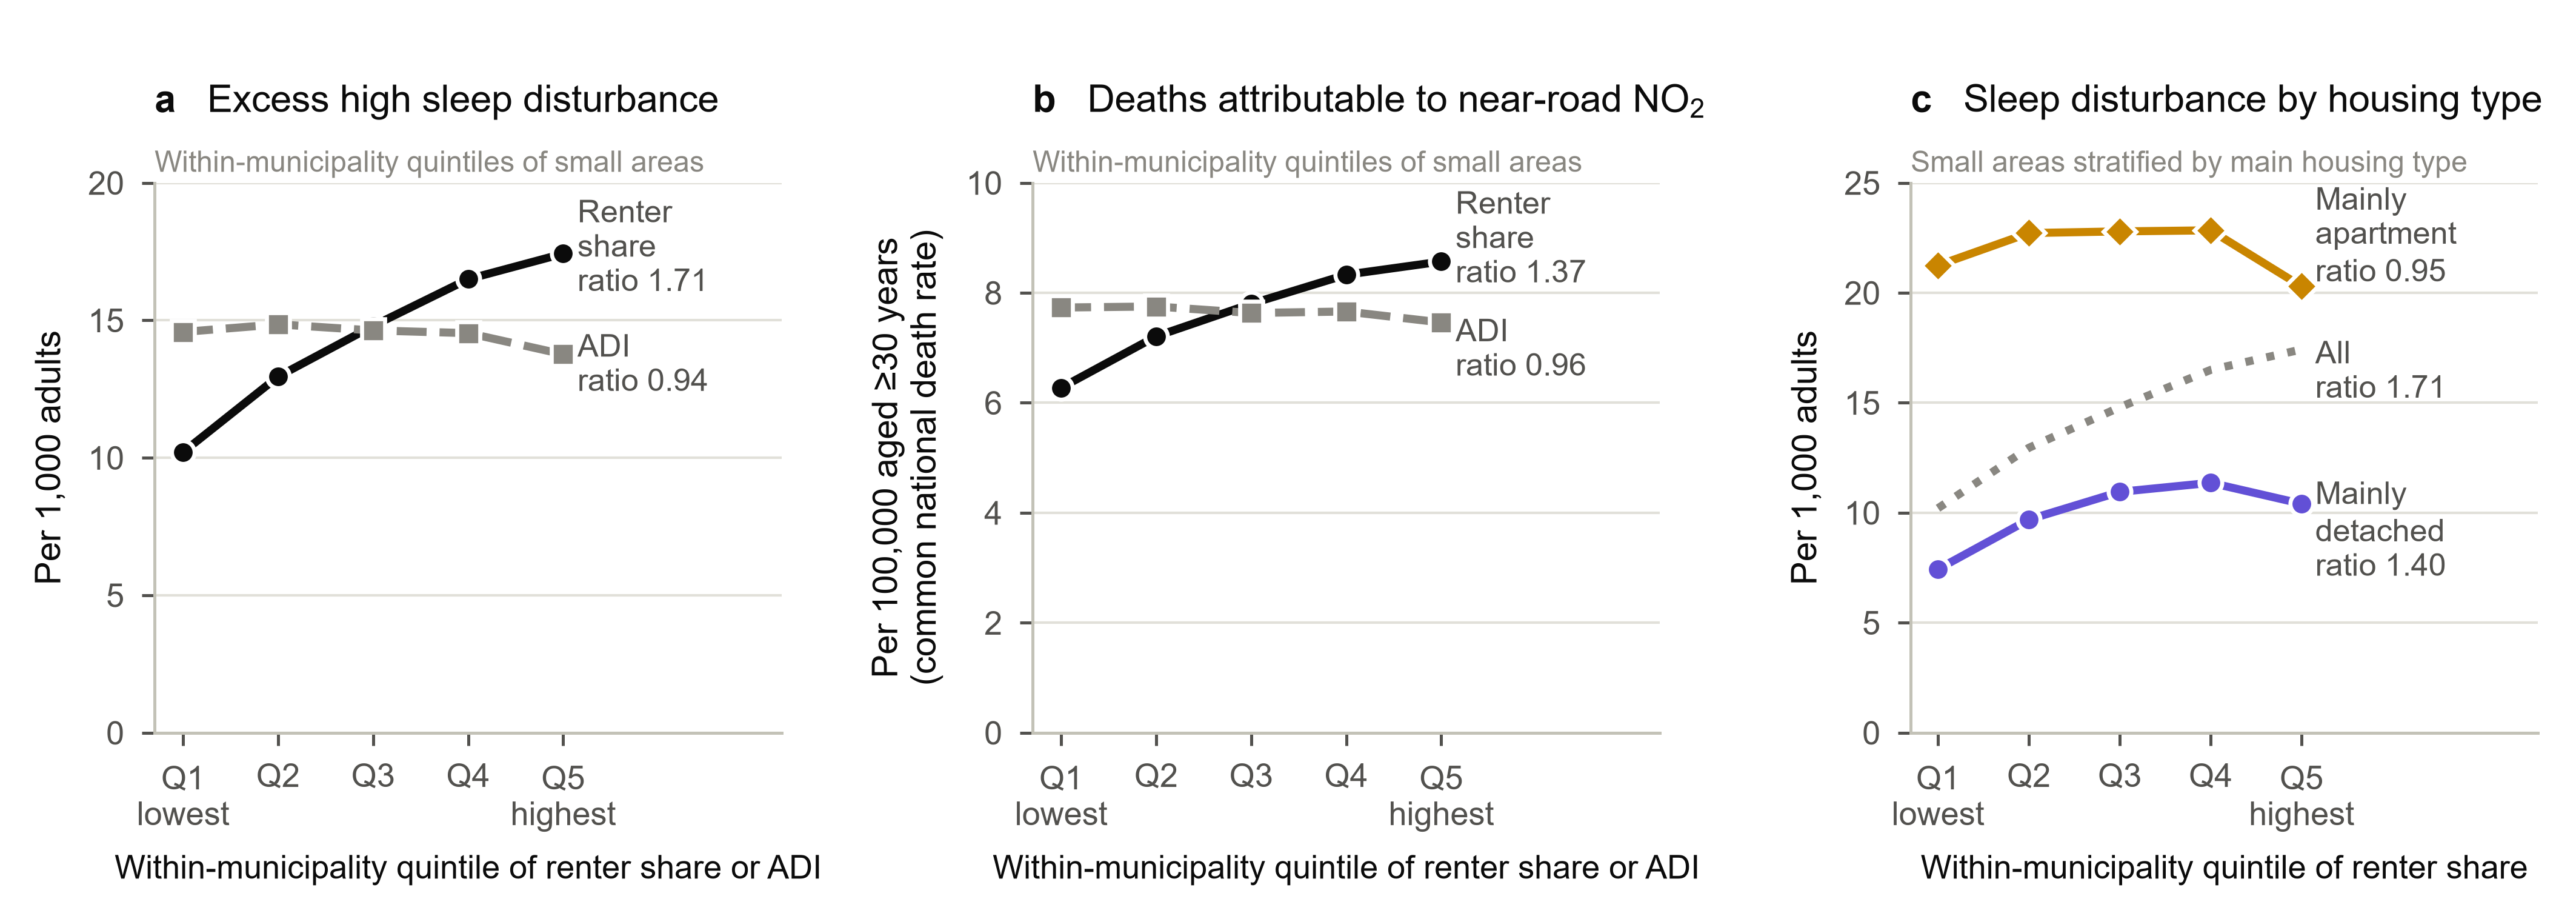 a Excess high sleep disturbance
Within-municipality quintiles of small areas
20
15
10
5
0
Per 1,000 adults
Renter
share
ratio 1.71
ADI
ratio 0.94
Q1
lowest
Q2
Q3
Q4
Q5
highest
Within-municipality quintile of renter share or ADI
b Deaths attributable to near-road NO₂
Within-municipality quintiles of small areas
10
8
6
4
2
0
Per 100,000 aged ≥30 years
(common national death rate)
Renter
share
ratio 1.37
ADI
ratio 0.96
Q1
lowest
Q2
Q3
Q4
Q5
highest
Within-municipality quintile of renter share or ADI
c Sleep disturbance by housing type
Small areas stratified by main housing type
25
20
15
10
5
0
Per 1,000 adults
Mainly
apartment
ratio 0.95
All
ratio 1.71
Mainly
detached
ratio 1.40
Q1
lowest
Q2
Q3
Q4
Q5
highest
Within-municipality quintile of renter share